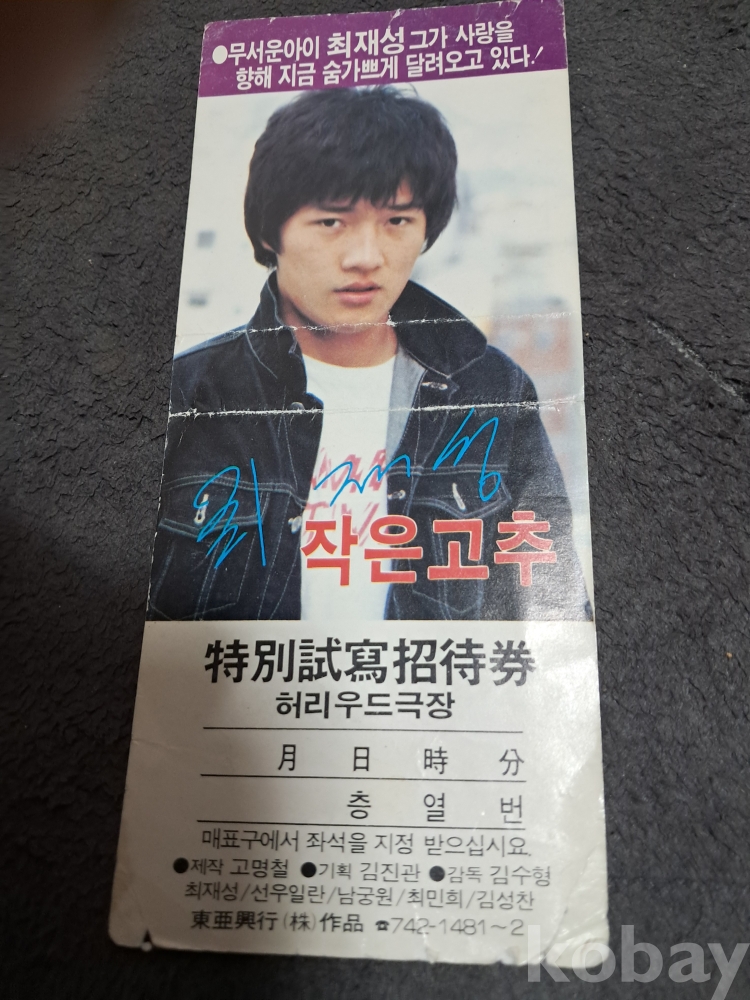 ●무서운아이 최재성 그가 사랑을
향해 지금 숨가쁘게 달려오고 있다!
최재성
작은고추
特別試寫招待券
허리우드극장
月 日 時 分
층 열 번
매표구에서 좌석을 지정 받으십시요.
●제작 고명철 ●기획 김진관 ●감독 김수형
최재성/선우일란/남궁원/최민희/김성찬
東亜興行(株)作品 ☎742-1481~2
kobay